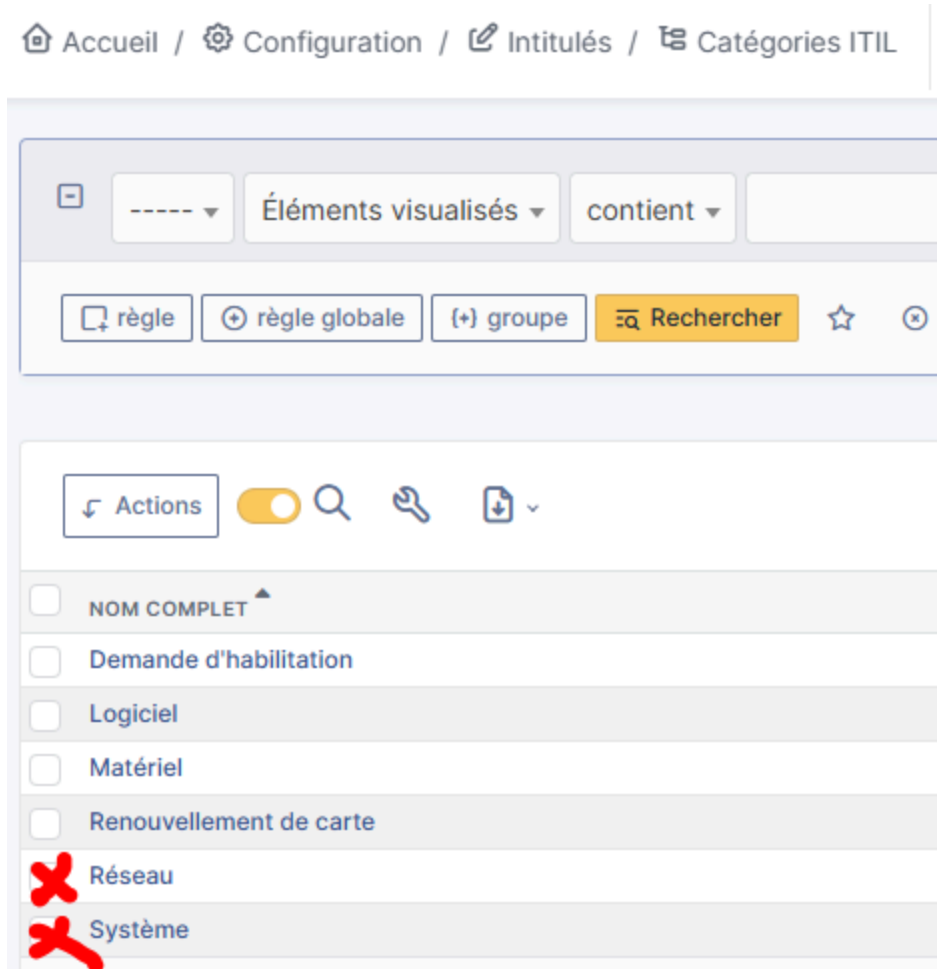 Accueil / Configuration / Intitulés / Catégories ITIL
----- Éléments visualisés contient
règle règle globale {+} groupe Rechercher
Actions
NOM COMPLET
Demande d'habilitation
Logiciel
Matériel
Renouvellement de carte
Réseau
Système